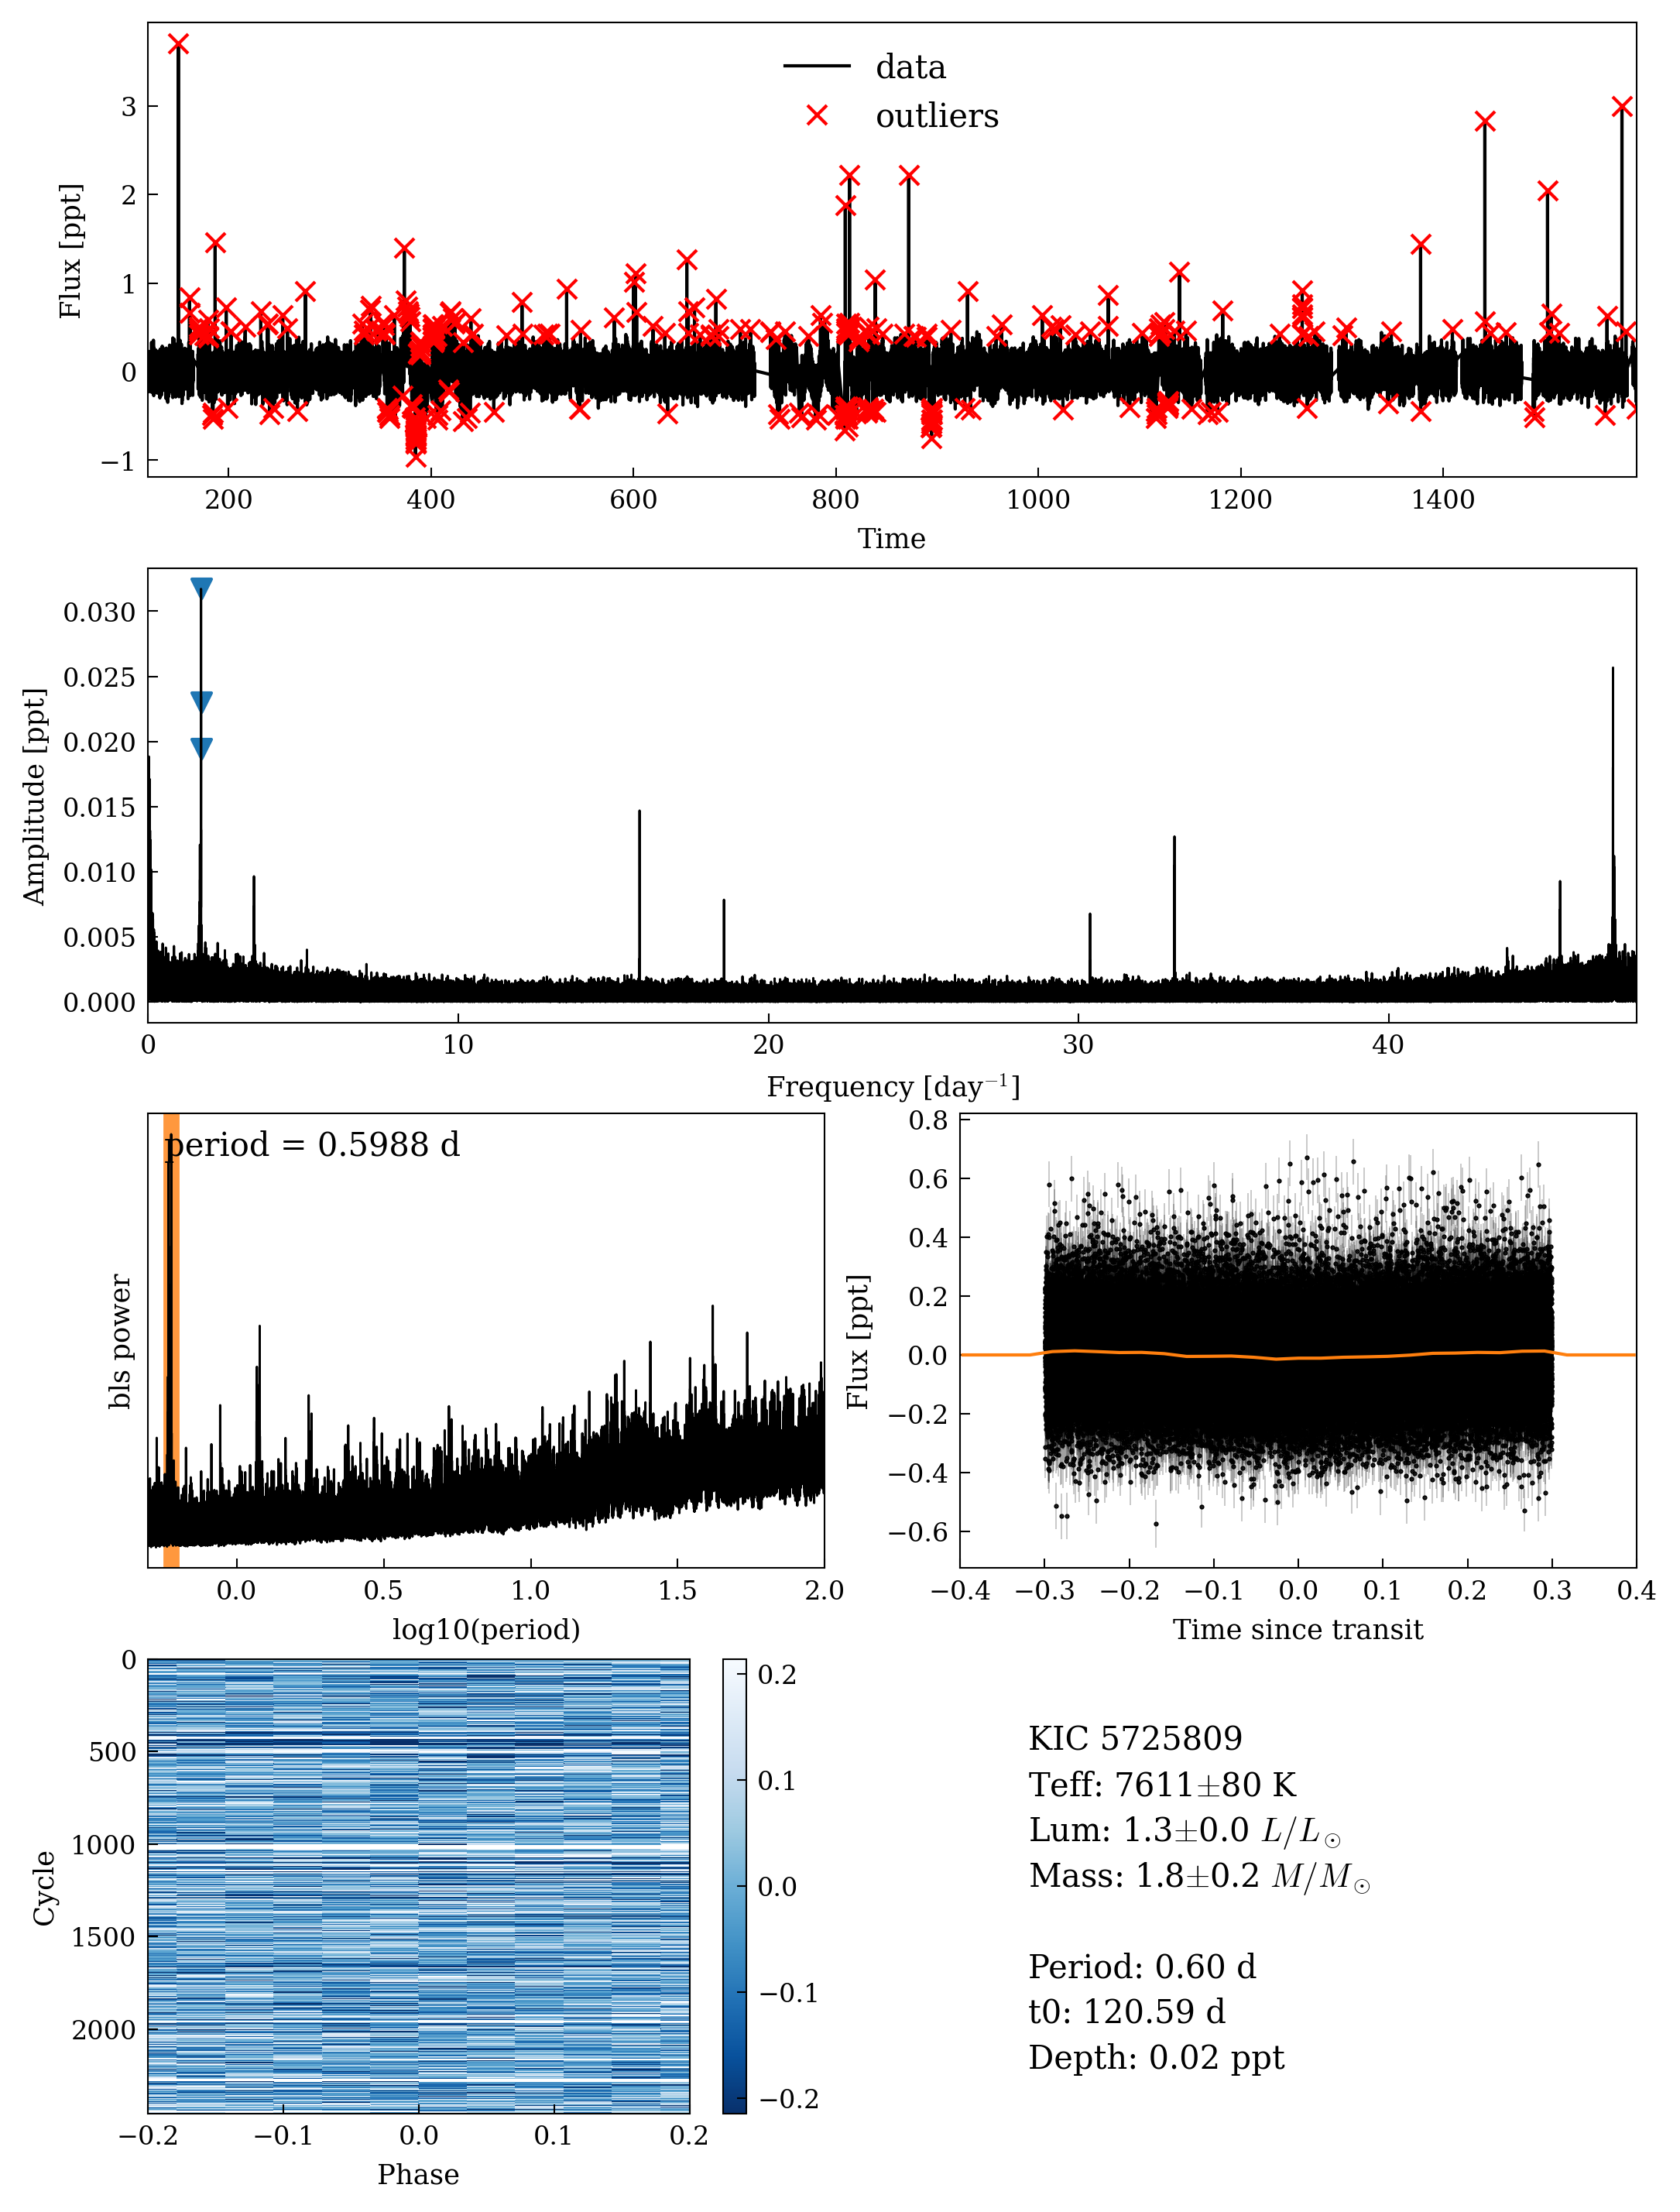 data
outliers
3
2
1
0
−1
Flux [ppt]
200 400 600 800 1000 1200 1400
Time
0.030
0.025
0.020
0.015
0.010
0.005
0.000
Amplitude [ppt]
0 10 20 30 40
Frequency [day⁻¹]
period = 0.5988 d
bls power
0.0 0.5 1.0 1.5 2.0
log10(period)
0.8
0.6
0.4
0.2
0.0
−0.2
−0.4
−0.6
Flux [ppt]
−0.4 −0.3 −0.2 −0.1 0.0 0.1 0.2 0.3 0.4
Time since transit
0
500
1000
1500
2000
Cycle
−0.2 −0.1 0.0 0.1 0.2
Phase
0.2
0.1
0.0
−0.1
−0.2
KIC 5725809
Teff: 7611±80 K
Lum: 1.3±0.0 L/L⊙
Mass: 1.8±0.2 M/M⊙
Period: 0.60 d
t0: 120.59 d
Depth: 0.02 ppt